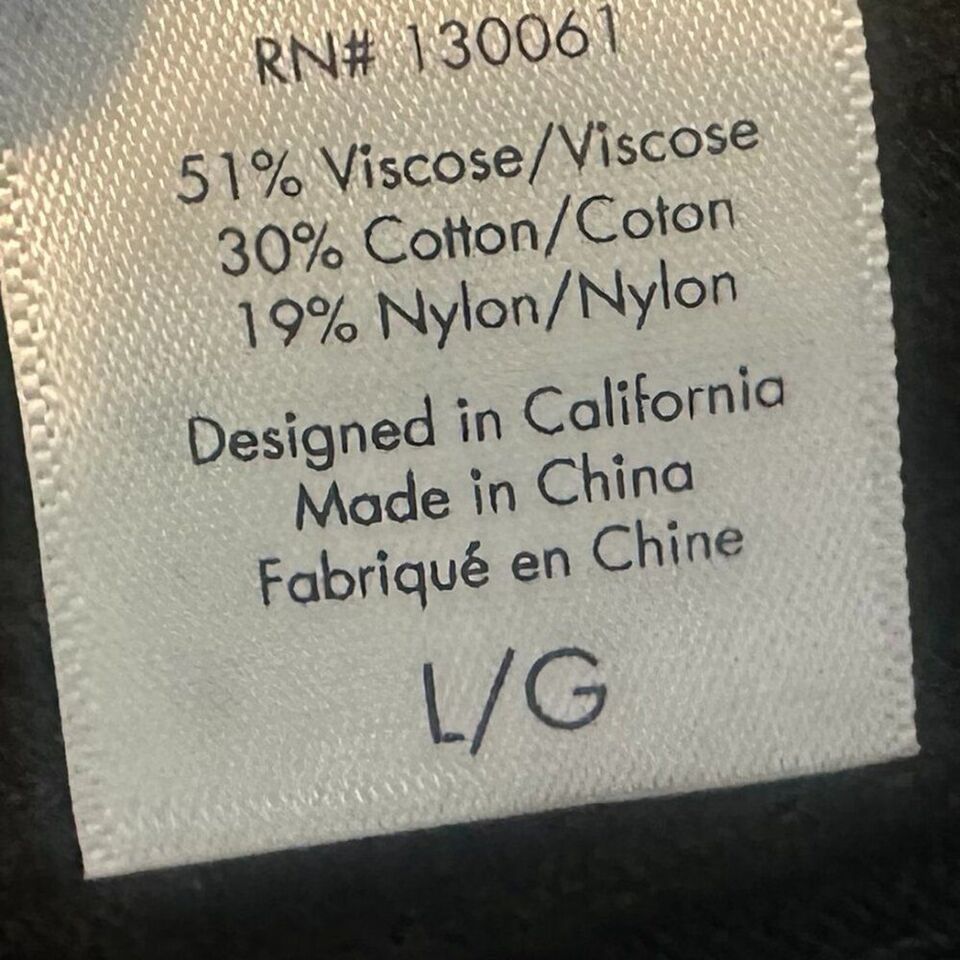 RN# 130061
51% Viscose/Viscose
30% Cotton/Coton
19% Nylon/Nylon
Designed in California
Made in China
Fabriqué en Chine
L/G